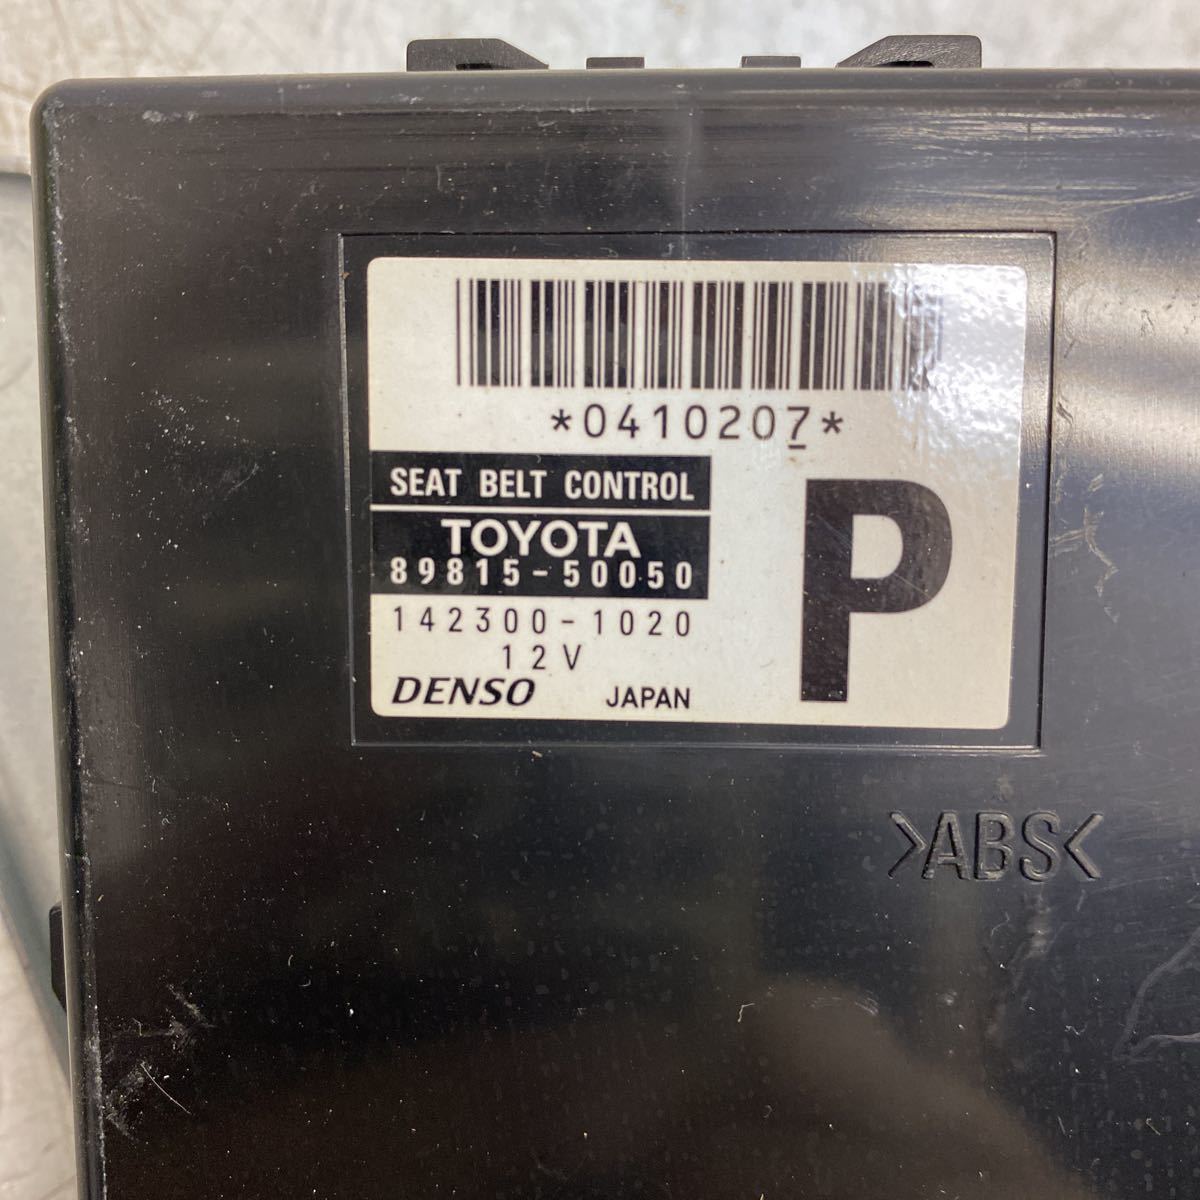 *0410207*
SEAT BELT CONTROL
TOYOTA
89815-50050
142300-1020
12V
DENSO JAPAN
P
>ABS<